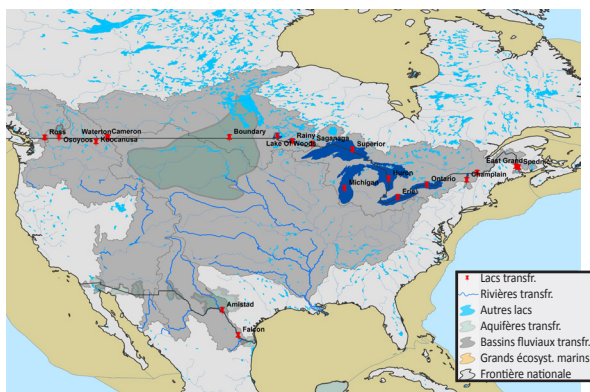 Ross
Osoyoos
Waterton
Cameron
Koocanusa
Boundary
Rainy
Lake Of Woods
Saganaga
Superior
Michigan
Huron
Erie
Ontario
Champlain
East Grand
Spednic
Amistad
Falcon
Lacs transfr.
Rivières transfr.
Autres lacs
Aquifères transfr.
Bassins fluviaux transfr.
Grands écosyst. marins
Frontière nationale